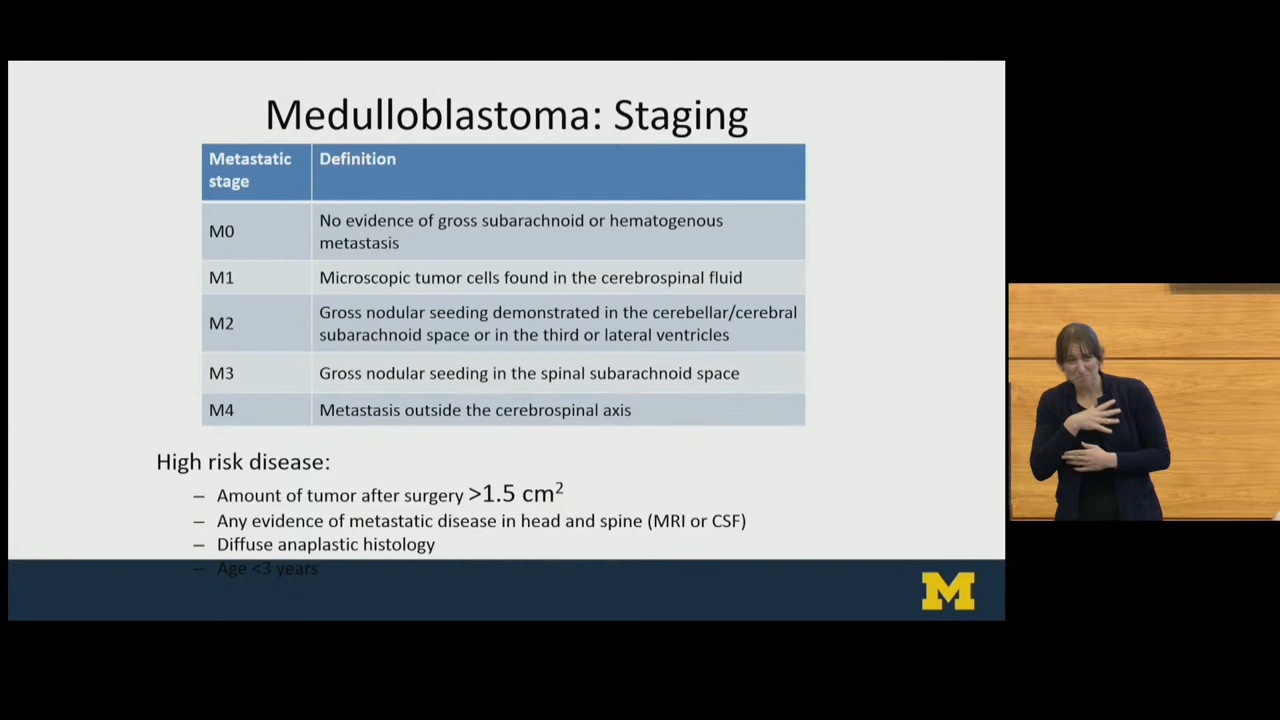 Medulloblastoma: Staging
Metastatic stage
Definition
M0
No evidence of gross subarachnoid or hematogenous
metastasis
M1
Microscopic tumor cells found in the cerebrospinal fluid
M2
Gross nodular seeding demonstrated in the cerebellar/cerebral
subarachnoid space or in the third or lateral ventricles
M3
Gross nodular seeding in the spinal subarachnoid space
M4
Metastasis outside the cerebrospinal axis
High risk disease:
– Amount of tumor after surgery >1.5 cm²
– Any evidence of metastatic disease in head and spine (MRI or CSF)
– Diffuse anaplastic histology
– Age <3 years
M